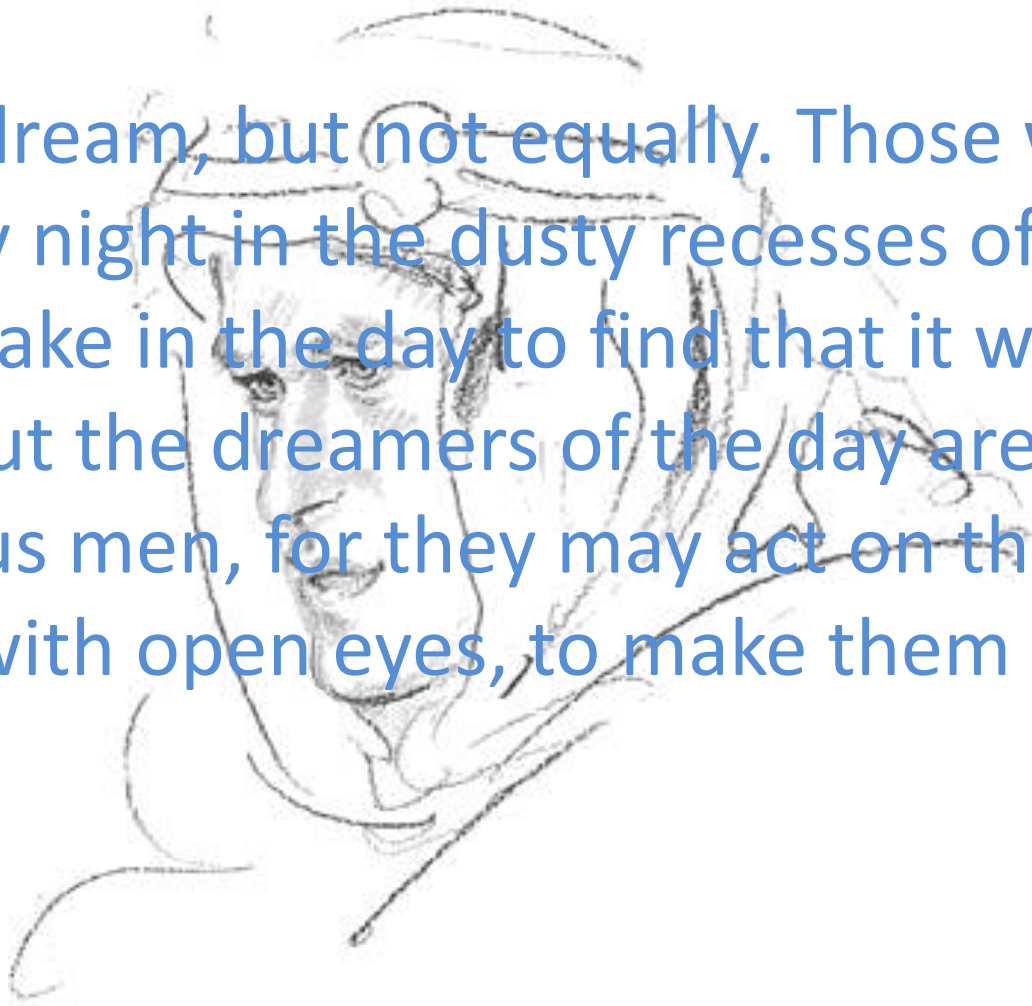 dream, but not equally. Those
night in the dusty recesses of
ake in the day to find that it w
ut the dreamers of the day are
us men, for they may act on th
with open eyes, to make them